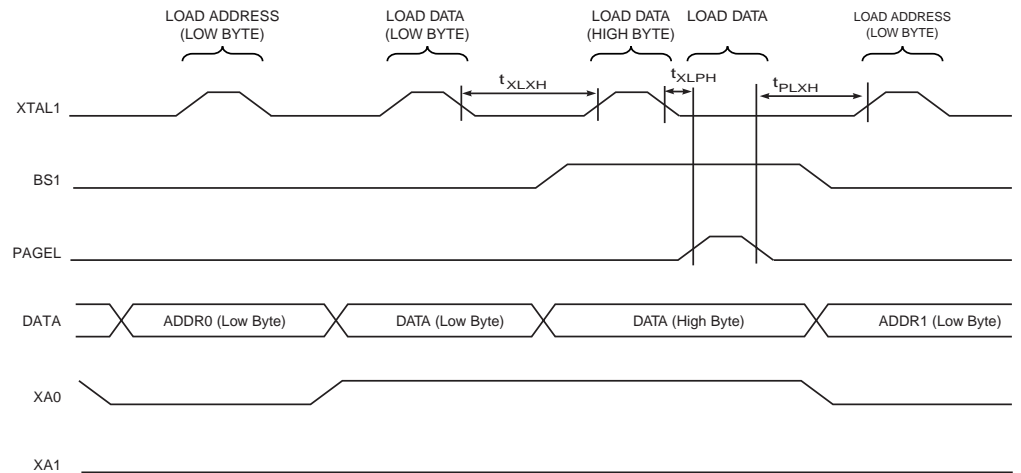 LOAD ADDRESS
(LOW BYTE)
LOAD DATA
(LOW BYTE)
LOAD DATA
(HIGH BYTE)
LOAD DATA
LOAD ADDRESS
(LOW BYTE)
tXLXH
tXLPH
tPLXH
XTAL1
BS1
PAGEL
DATA
ADDR0 (Low Byte)
DATA (Low Byte)
DATA (High Byte)
ADDR1 (Low Byte)
XA0
XA1